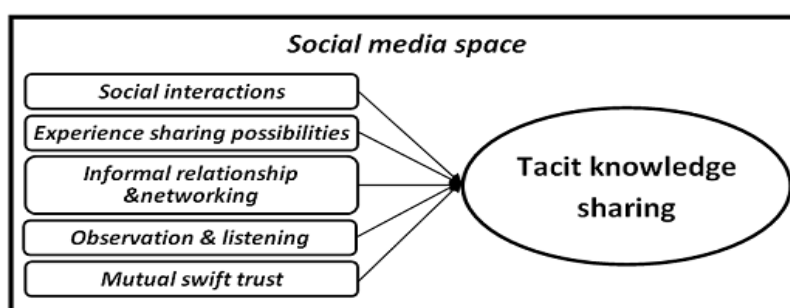 Social media space
Social interactions
Experience sharing possibilities
Informal relationship
&networking
Observation & listening
Mutual swift trust
Tacit knowledge
sharing